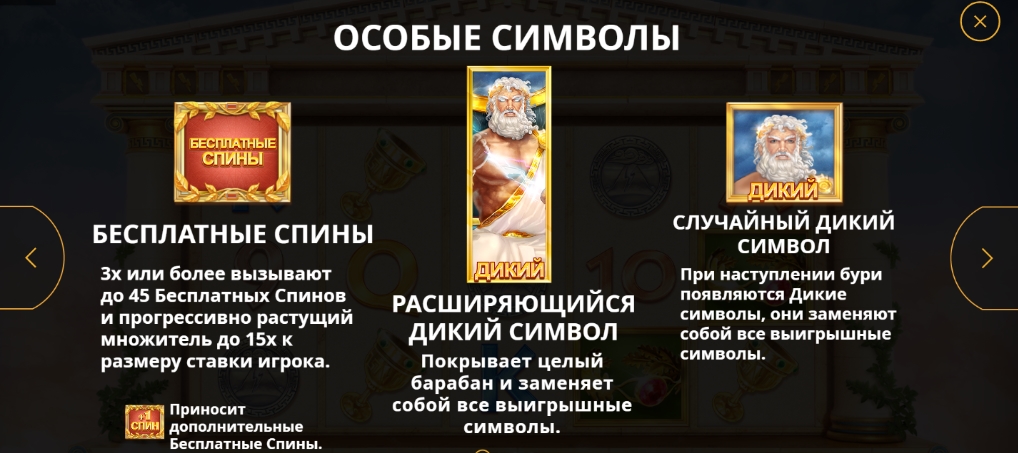 ОСОБЫЕ СИМВОЛЫ
БЕСПЛАТНЫЕ
СПИНЫ
БЕСПЛАТНЫЕ СПИНЫ
3x или более вызывают
до 45 Бесплатных Спинов
и прогрессивно растущий
множитель до 15x к
размеру ставки игрока.
+1
СПИН
Приносит
дополнительные
Бесплатные Спины.
ДИКИЙ
РАСШИРЯЮЩИЙСЯ
ДИКИЙ СИМВОЛ
Покрывает целый
барабан и заменяет
собой все выигрышные
символы.
ДИКИЙ
СЛУЧАЙНЫЙ ДИКИЙ
СИМВОЛ
При наступлении бури
появляются Дикие
символы, они заменяют
собой все выигрышные
символы.
10